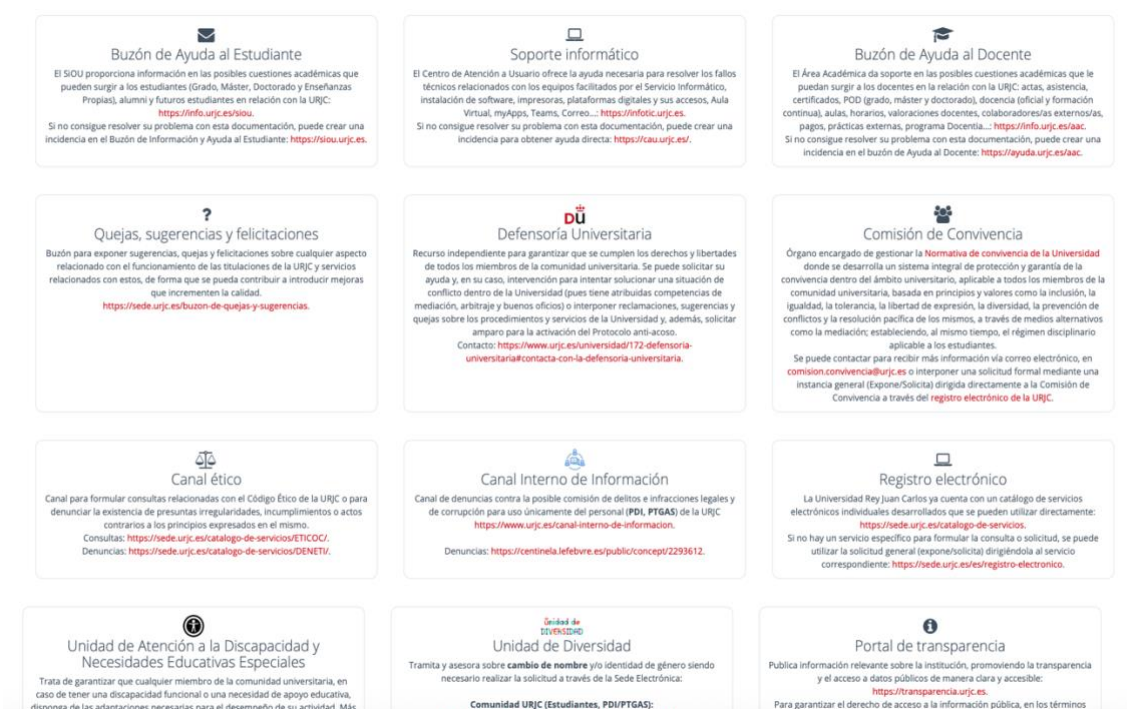 Buzón de Ayuda al Estudiante
El SiOU proporciona información en las posibles cuestiones académicas que
pueden surgir a los estudiantes (Grado, Máster, Doctorado y Enseñanzas
Propias), alumni y futuros estudiantes en relación con la URJC:
https://info.urjc.es/siou.
Si no consigue resolver su problema con esta documentación, puede crear una
incidencia en el Buzón de Información y Ayuda al Estudiante: https://siou.urjc.es.
Soporte informático
El Centro de Atención a Usuario ofrece la ayuda necesaria para resolver los fallos
técnicos relacionados con los equipos facilitados por el Servicio Informático,
instalación de software, impresoras, plataformas digitales y sus accesos, Aula
Virtual, myApps, Teams, Correo...: https://infotic.urjc.es.
Si no consigue resolver su problema con esta documentación, puede crear una
incidencia para obtener ayuda directa: https://cau.urjc.es/.
Buzón de Ayuda al Docente
El Área Académica da soporte en las posibles cuestiones académicas que le
puedan surgir a los docentes en la relación con la URJC: actas, asistencia,
certificados, POD (grado, máster y doctorado), docencia (oficial y formación
continua), aulas, horarios, valoraciones docentes, colaboradores/as externos/as,
pagos, prácticas externas, programa Docentia...: https://info.urjc.es/aac.
Si no consigue resolver su problema con esta documentación, puede crear una
incidencia en el buzón de Ayuda al Docente: https://ayuda.urjc.es/aac.
?
Quejas, sugerencias y felicitaciones
Buzón para exponer sugerencias, quejas y felicitaciones sobre cualquier aspecto
relacionado con el funcionamiento de las titulaciones de la URJC y servicios
relacionados con estos, de forma que se pueda contribuir a introducir mejoras
que incrementen la calidad.
https://sede.urjc.es/buzon-de-quejas-y-sugerencias.
DÜ
Defensoría Universitaria
Recurso independiente para garantizar que se cumplen los derechos y libertades
de todos los miembros de la comunidad universitaria. Se puede solicitar su
ayuda y, en su caso, intervención para intentar solucionar una situación de
conflicto dentro de la Universidad (pues tiene atribuidas competencias de
mediación, arbitraje y buenos oficios) o interponer reclamaciones, sugerencias y
quejas sobre los procedimientos y servicios de la Universidad y, además, solicitar
amparo para la activación del Protocolo anti-acoso.
Contacto: https://www.urjc.es/universidad/172-defensoria-
universitaria#contacta-con-la-defensoria-universitaria.
Comisión de Convivencia
Órgano encargado de gestionar la Normativa de convivencia de la Universidad
donde se desarrolla un sistema integral de protección y garantía de la
convivencia dentro del ámbito universitario, aplicable a todos los miembros de la
comunidad universitaria, basada en principios y valores como la inclusión, la
igualdad, la tolerancia, la libertad de expresión, la diversidad, la prevención de
conflictos y la resolución pacífica de los mismos, a través de medios alternativos
como la mediación; estableciendo, al mismo tiempo, el régimen disciplinario
aplicable a los estudiantes.
Se puede contactar para recibir más información vía correo electrónico, en
comision.convivencia@urjc.es o interponer una solicitud formal mediante una
instancia general (Expone/Solicita) dirigida directamente a la Comisión de
Convivencia a través del registro electrónico de la URJC.
Canal ético
Canal para formular consultas relacionadas con el Código Ético de la URJC o para
denunciar la existencia de presuntas irregularidades, incumplimientos o actos
contrarios a los principios expresados en el mismo.
Consultas: https://sede.urjc.es/catalogo-de-servicios/ETICOC/.
Denuncias: https://sede.urjc.es/catalogo-de-servicios/DENETI/.
Canal Interno de Información
Canal de denuncias contra la posible comisión de delitos e infracciones legales y
de corrupción para uso únicamente del personal (PDI, PTGAS) de la URJC
https://www.urjc.es/canal-interno-de-informacion.
Denuncias: https://centinela.lefebvre.es/public/concept/2293612.
Registro electrónico
La Universidad Rey Juan Carlos ya cuenta con un catálogo de servicios
electrónicos individuales desarrollados que se pueden utilizar directamente:
https://sede.urjc.es/catalogo-de-servicios.
Si no hay un servicio específico para formular la consulta o solicitud, se puede
utilizar la solicitud general (expone/solicita) dirigiéndola al servicio
correspondiente: https://sede.urjc.es/es/registro-electronico.
Unidad de Atención a la Discapacidad y
Necesidades Educativas Especiales
Trata de garantizar que cualquier miembro de la comunidad universitaria, en
caso de tener una discapacidad funcional o una necesidad de apoyo educativa,
disponga de las adaptaciones necesarias para el desempeño de su actividad. Más
Unidad de
DIVERSIDAD
Unidad de Diversidad
Tramita y asesora sobre cambio de nombre y/o identidad de género siendo
necesario realizar la solicitud a través de la Sede Electrónica:
Comunidad URJC (Estudiantes, PDI/PTGAS):
Portal de transparencia
Publica información relevante sobre la institución, promoviendo la transparencia
y el acceso a datos públicos de manera clara y accesible:
https://transparencia.urjc.es.
Para garantizar el derecho de acceso a la información pública, en los términos